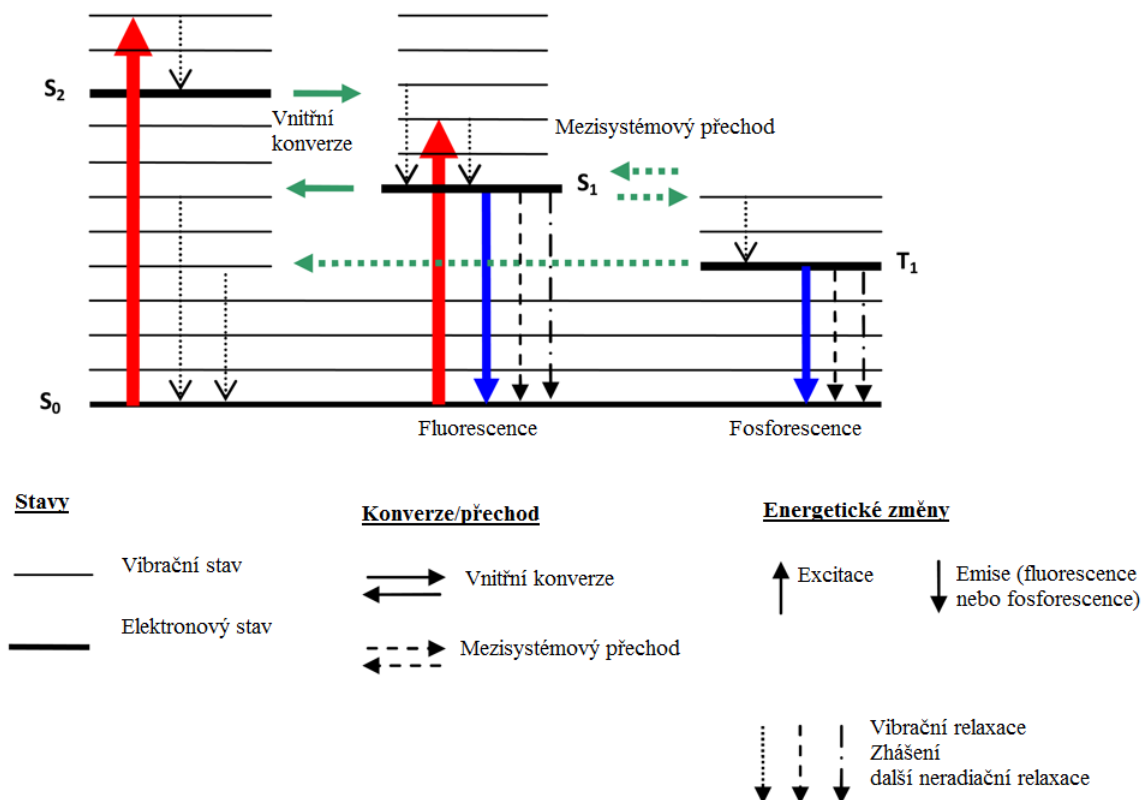 S2
Vnitřní
konverze
Mezisystémový přechod
S1
T1
S0
Fluorescence
Fosforescence
Stavy
Vibrační stav
Elektronový stav
Konverze/přechod
Vnitřní konverze
Mezisystémový přechod
Energetické změny
Excitace
Emise (fluorescence
nebo fosforescence)
Vibrační relaxace
Zhášení
další neradiační relaxace